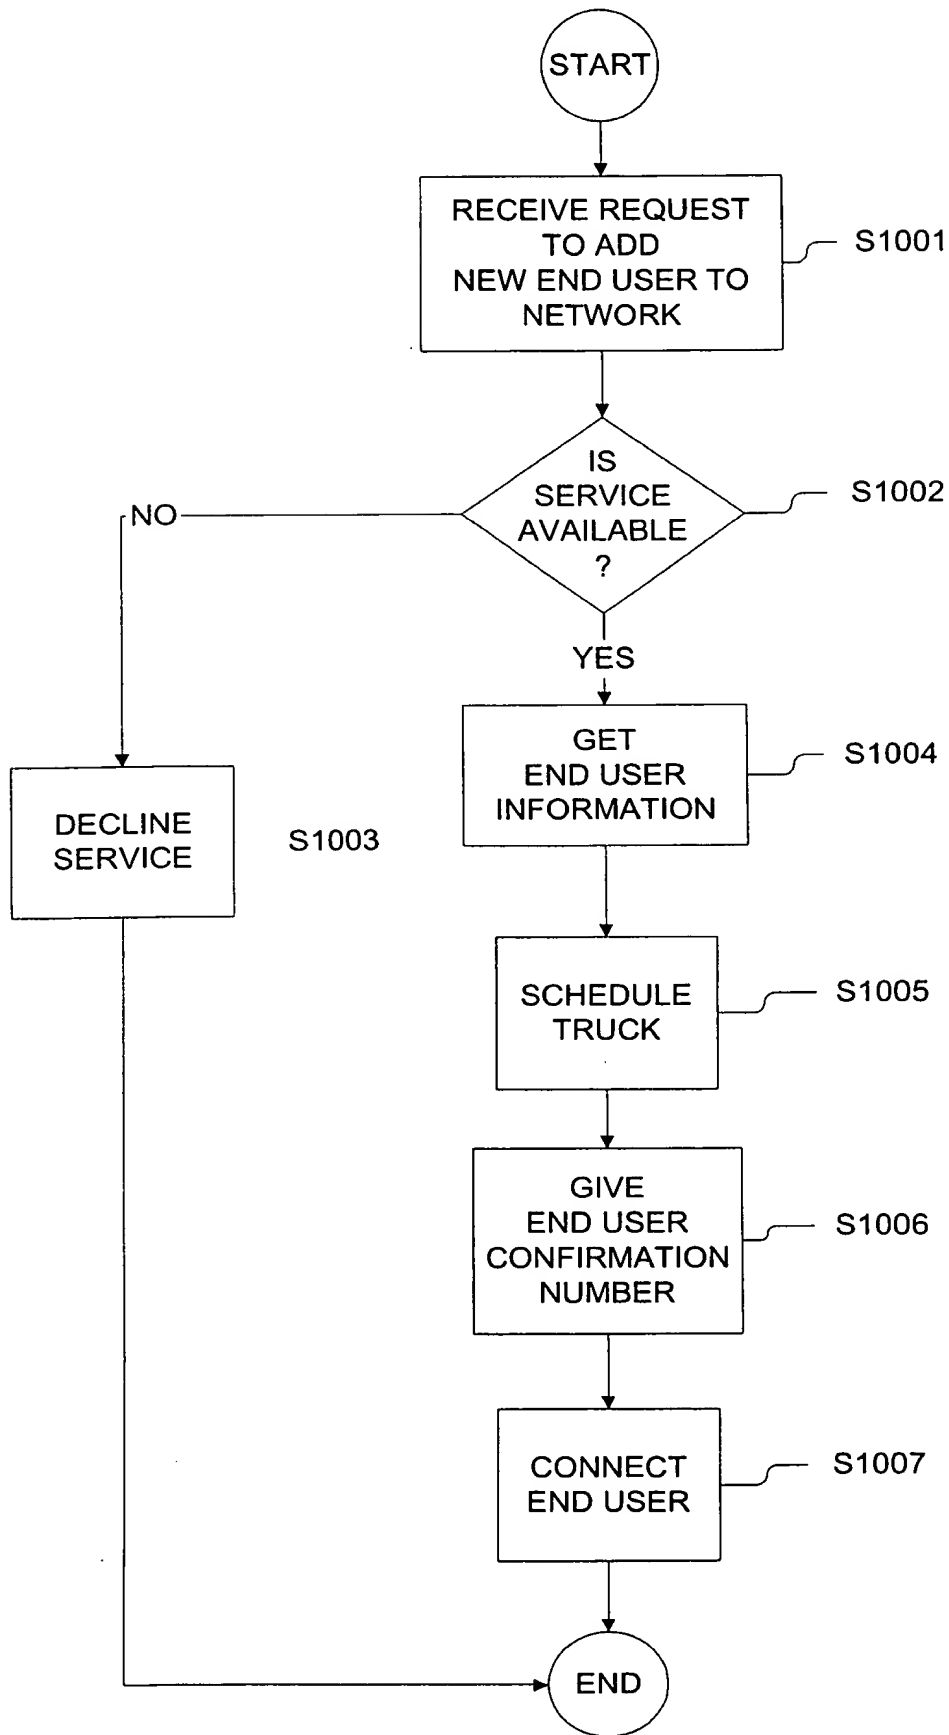 START
RECEIVE REQUEST
TO ADD
NEW END USER TO
NETWORK
S1001
IS
SERVICE
AVAILABLE
?
S1002
NO
YES
GET
END USER
INFORMATION
S1004
DECLINE
SERVICE
S1003
SCHEDULE
TRUCK
S1005
GIVE
END USER
CONFIRMATION
NUMBER
S1006
CONNECT
END USER
S1007
END